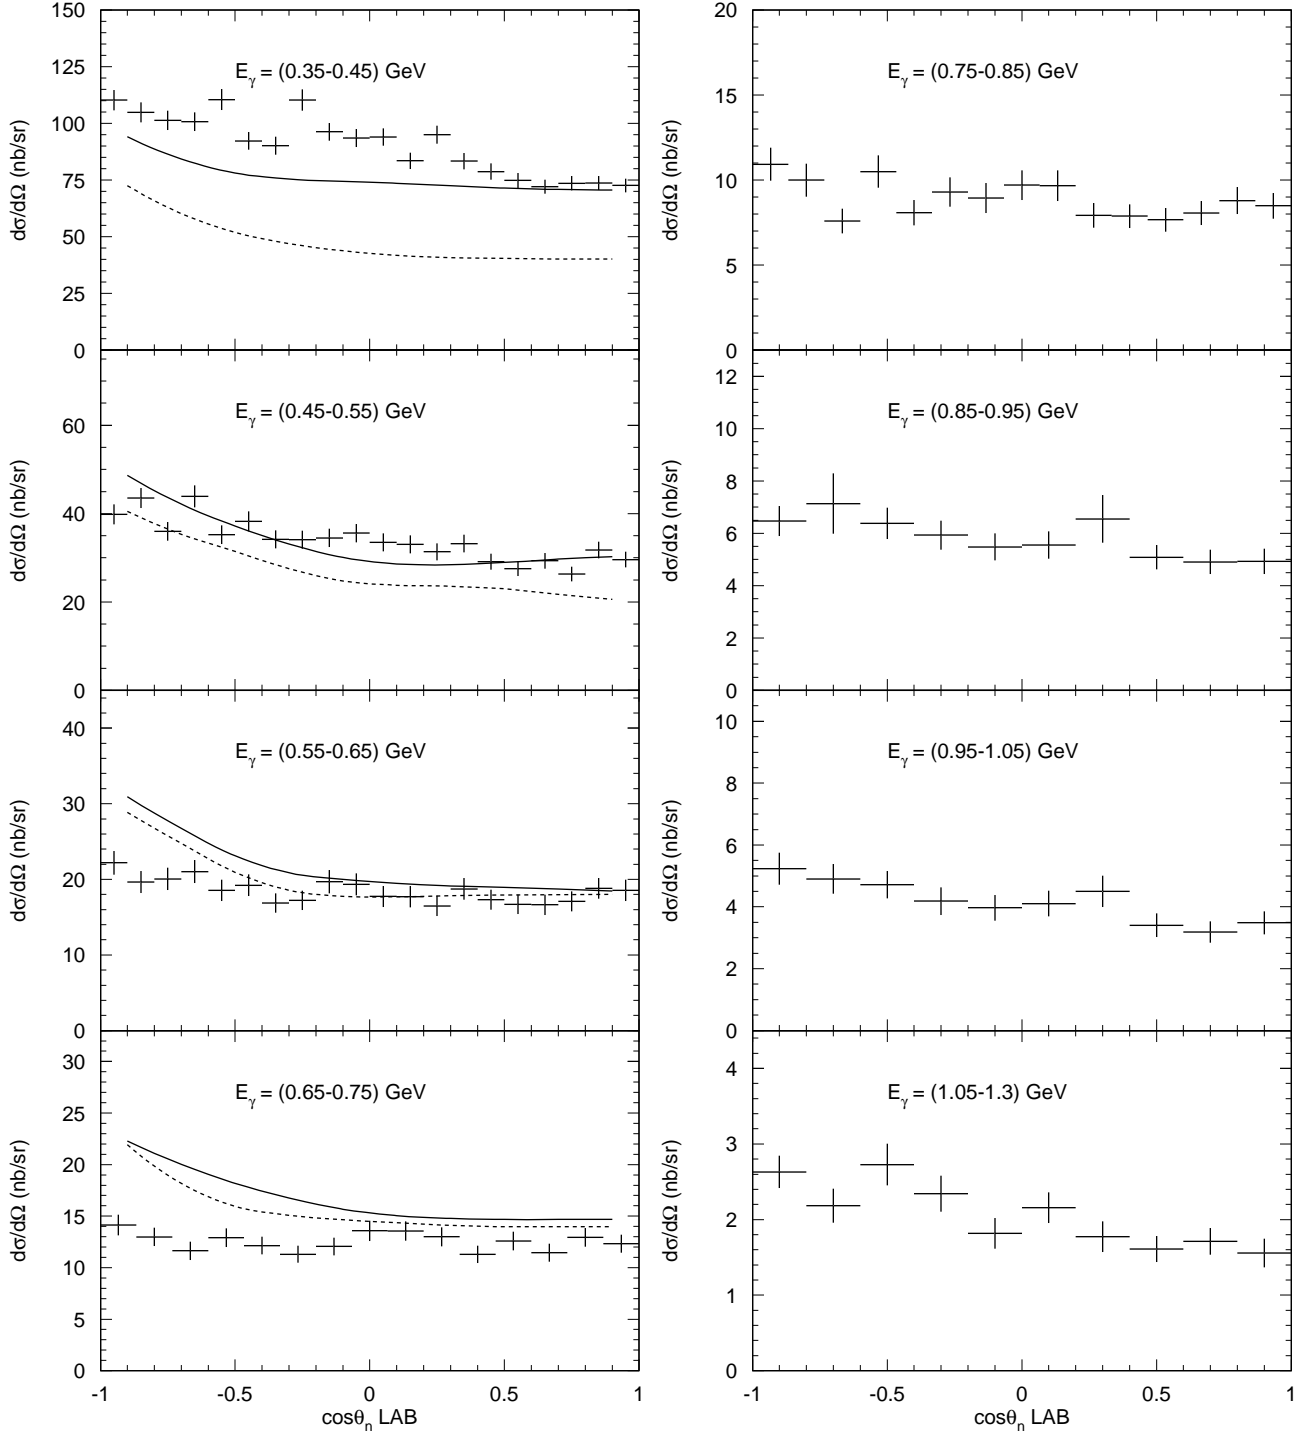 150
125
100
75
50
25
0
dσ/dΩ (nb/sr)
E_γ = (0.35-0.45) GeV
60
40
20
0
dσ/dΩ (nb/sr)
E_γ = (0.45-0.55) GeV
40
30
20
10
0
dσ/dΩ (nb/sr)
E_γ = (0.55-0.65) GeV
30
25
20
15
10
5
0
dσ/dΩ (nb/sr)
E_γ = (0.65-0.75) GeV
-1 -0.5 0 0.5 1
cosθ_n LAB
20
15
10
5
0
dσ/dΩ (nb/sr)
E_γ = (0.75-0.85) GeV
12
10
8
6
4
2
0
dσ/dΩ (nb/sr)
E_γ = (0.85-0.95) GeV
10
8
6
4
2
0
dσ/dΩ (nb/sr)
E_γ = (0.95-1.05) GeV
4
3
2
1
0
dσ/dΩ (nb/sr)
E_γ = (1.05-1.3) GeV
-1 -0.5 0 0.5 1
cosθ_n LAB